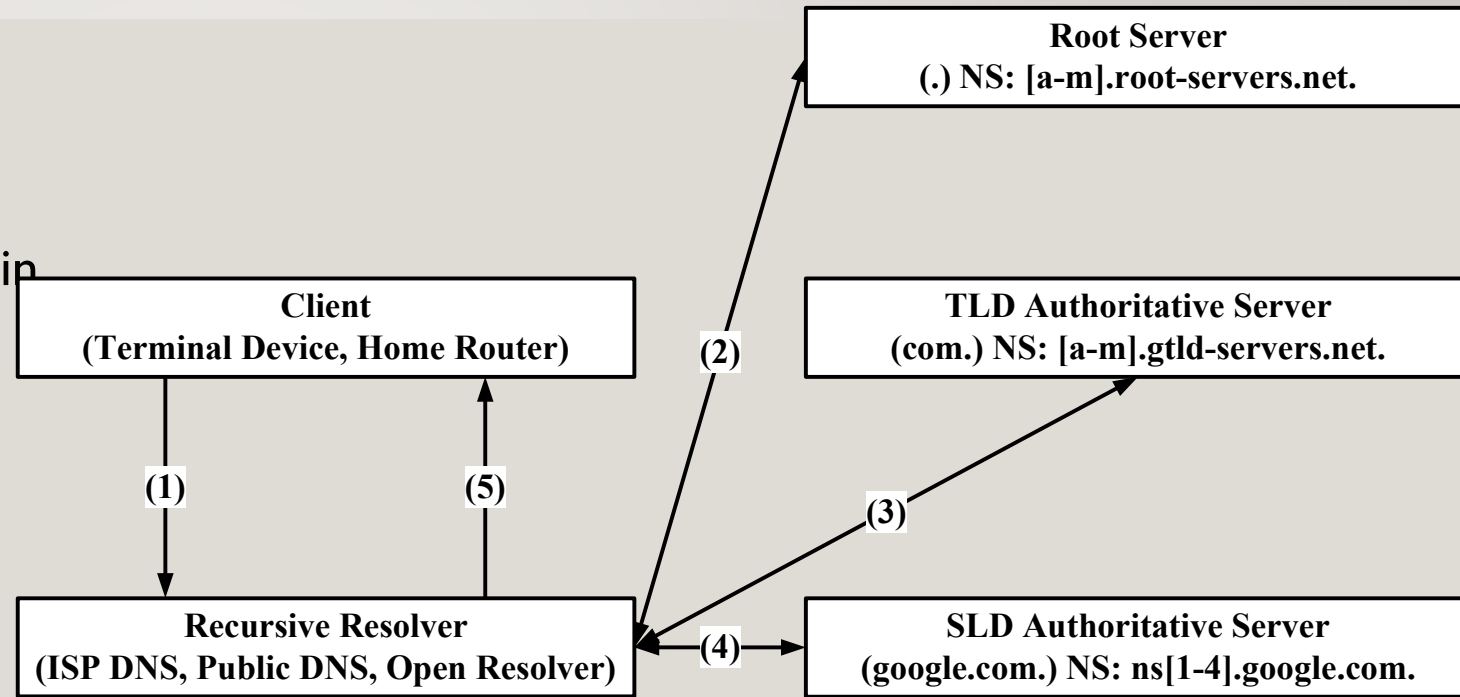 Root Server
(.) NS: [a-m].root-servers.net.
in
Client
(Terminal Device, Home Router)
TLD Authoritative Server
(com.) NS: [a-m].gtld-servers.net.
(2)
(1)
(5)
(3)
Recursive Resolver
(ISP DNS, Public DNS, Open Resolver)
(4)
SLD Authoritative Server
(google.com.) NS: ns[1-4].google.com.